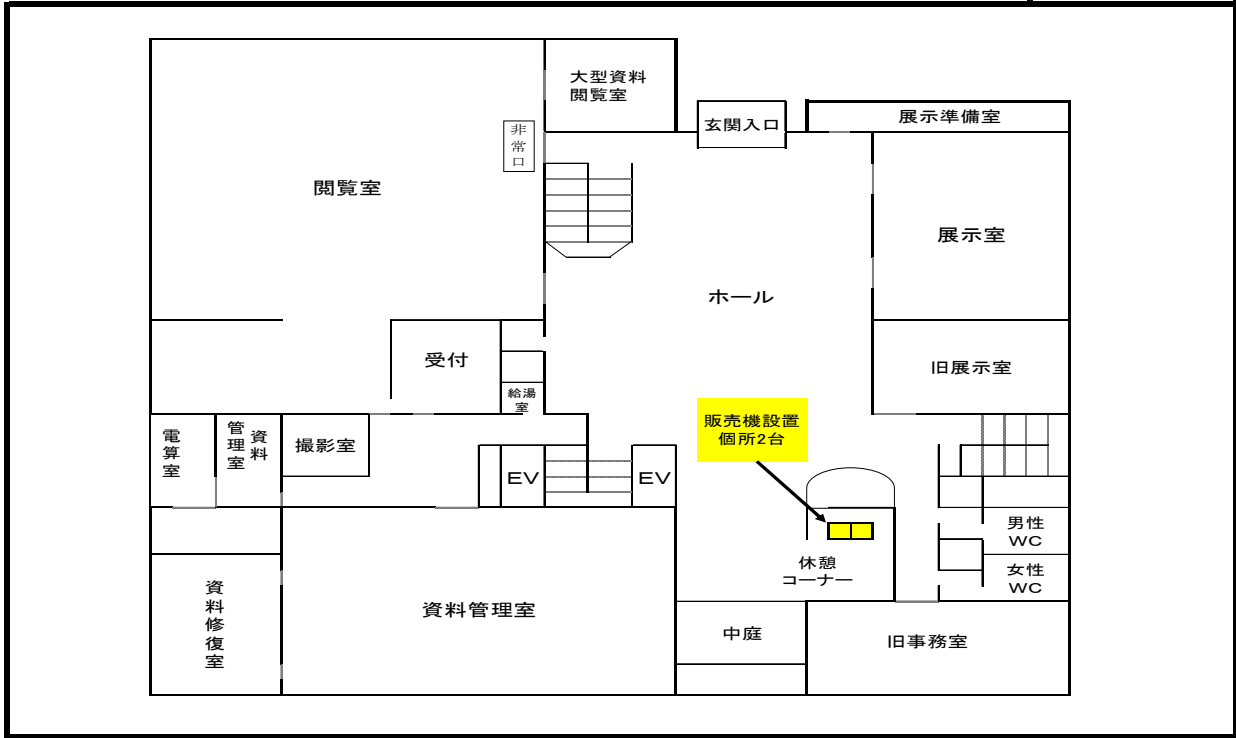 大型資料
閲覧室
玄関入口
展示準備室
非常口
閲覧室
展示室
ホール
受付
旧展示室
給湯
室
販売機設置
個所2台
電算室
資料
管理室
撮影室
EV
EV
男性
WC
休憩
コーナー
女性
WC
資料修復室
資料管理室
中庭
旧事務室